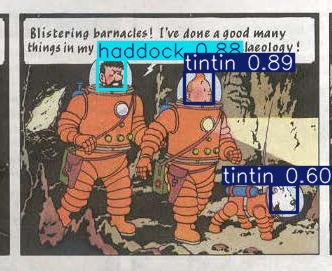 Blistering barnacles! I've done a good many
things in my haddock 0.88 laeology!
tintin 0.89
tintin 0.60